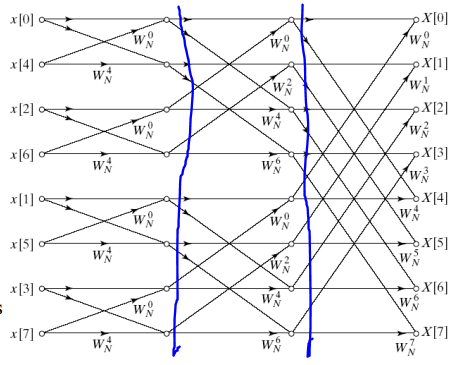 x[0] X[0]
W_N^0 W_N^0 W_N^0
x[4] X[1]
W_N^4 W_N^2 W_N^1
x[2] X[2]
W_N^0 W_N^4 W_N^2
x[6] X[3]
W_N^4 W_N^6 W_N^3
x[1] X[4]
W_N^0 W_N^0 W_N^4
x[5] X[5]
W_N^4 W_N^2 W_N^5
x[3] X[6]
W_N^0 W_N^4 W_N^6
s
x[7] X[7]
W_N^4 W_N^6 W_N^7